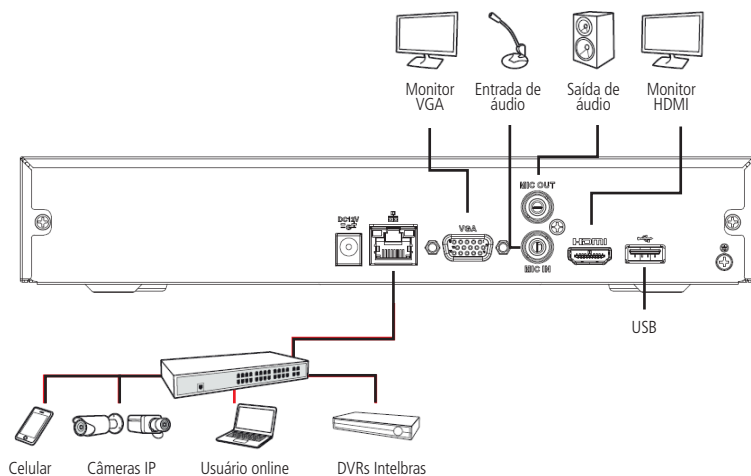 Monitor
VGA
Entrada de
áudio
Saída de
áudio
Monitor
HDMI
MIC OUT
DC12V
VGA
HDMI
MIC IN
USB
Celular
Câmeras IP
Usuário online
DVRs Intelbras